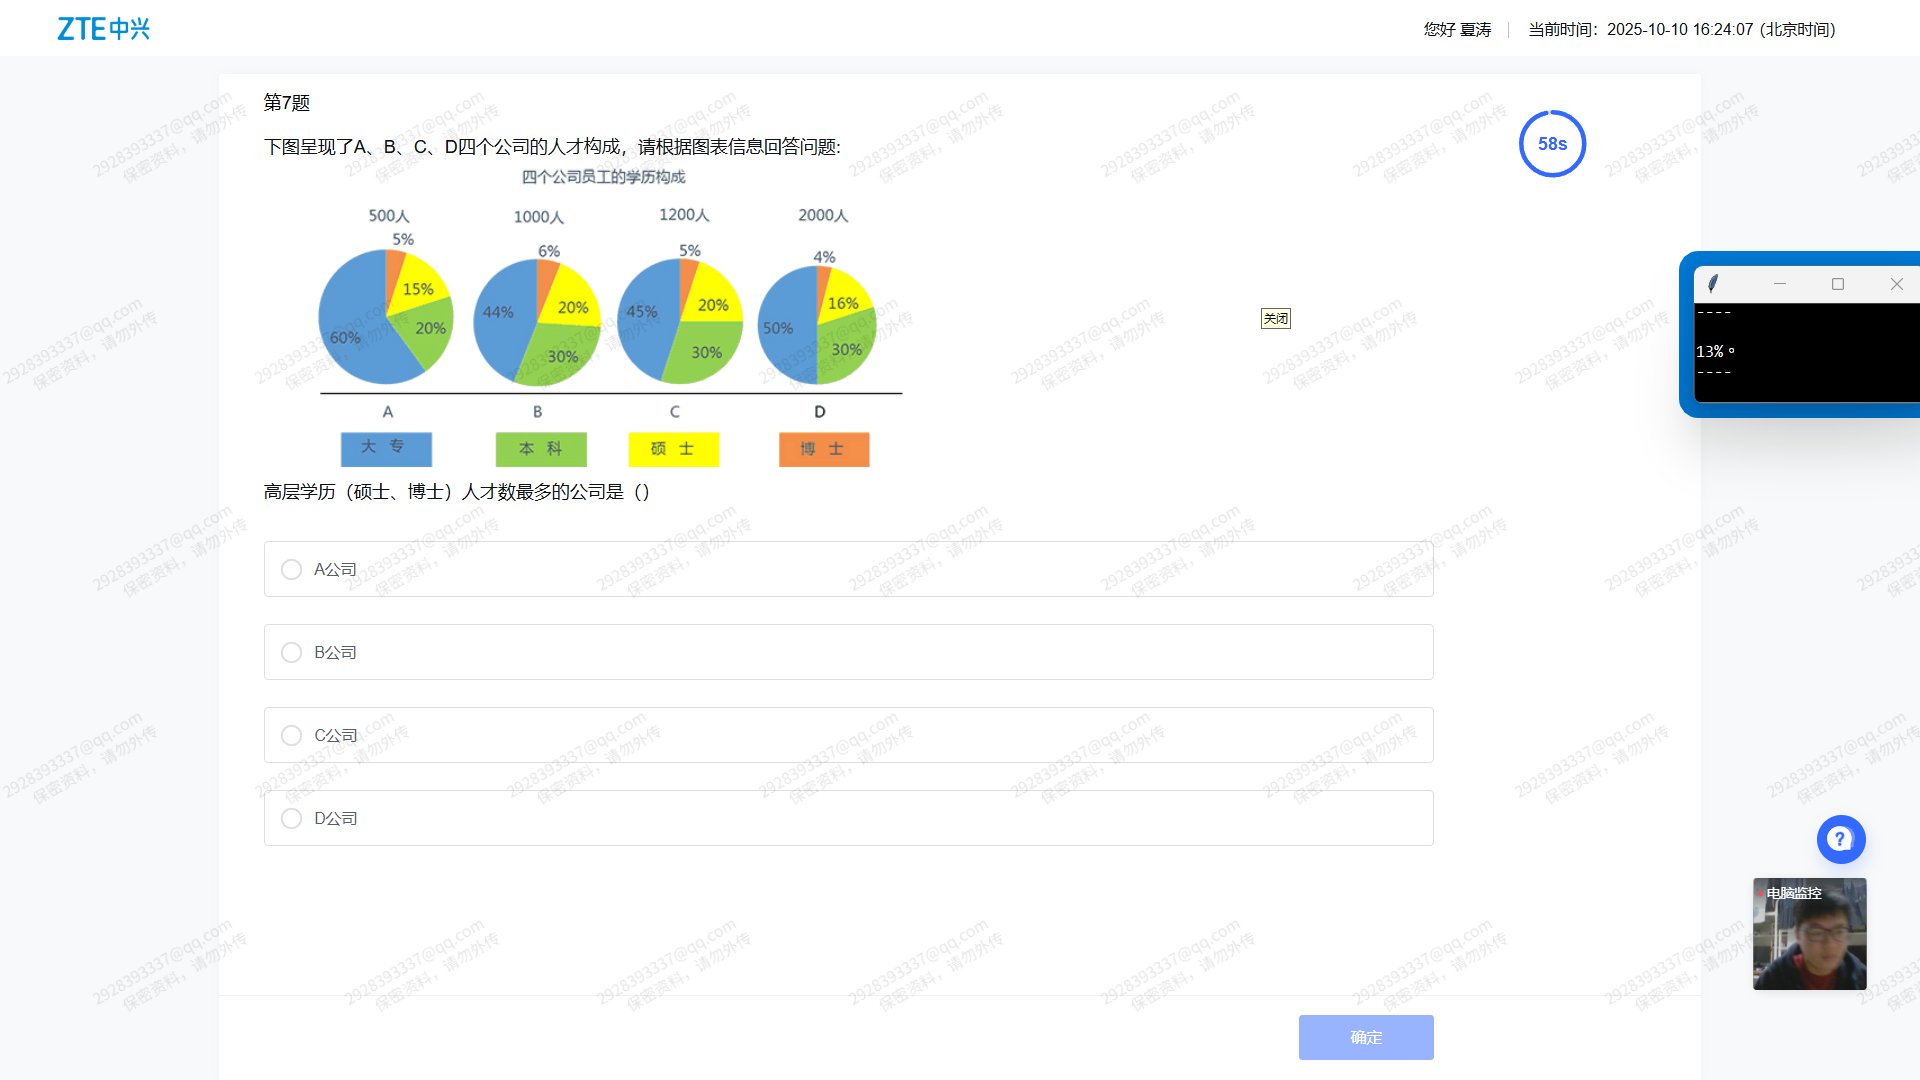 ZTE中兴
您好 夏涛
当前时间：2025-10-10 16:24:07 (北京时间)
第7题
58s
下图呈现了A、B、C、D四个公司的人才构成，请根据图表信息回答问题:
四个公司员工的学历构成
500人
1000人
1200人
2000人
5%
6%
5%
4%
15%
20%
20%
16%
60%
20%
44%
30%
45%
30%
50%
30%
A
B
C
D
大 专
本 科
硕 士
博 士
关闭
----
13%。
----
高层学历（硕士、博士）人才数最多的公司是（）
A公司
B公司
C公司
D公司
?
电脑监控
确定
2928393337@qq.com
保密资料，请勿外传